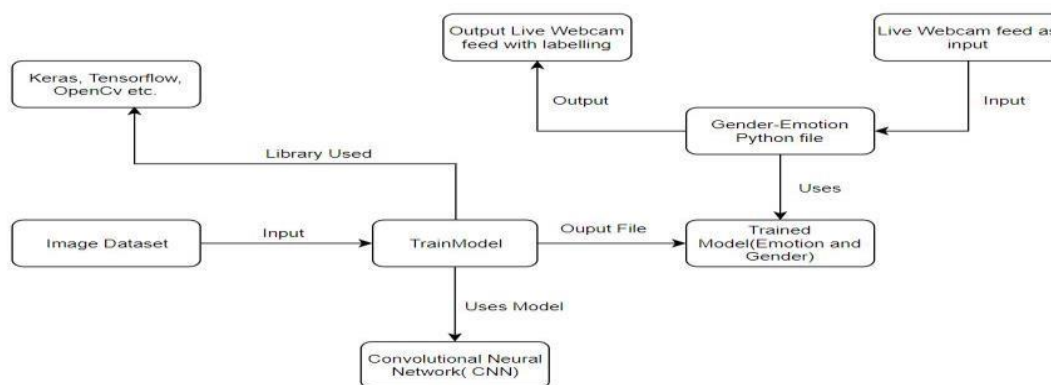 Output Live Webcam
feed with labelling
Live Webcam feed as
input
Keras, Tensorflow,
OpenCv etc.
Output
Input
Gender-Emotion
Python file
Library Used
Uses
Image Dataset
Input
TrainModel
Ouput File
Trained
Model(Emotion and
Gender)
Uses Model
Convolutional Neural
Network( CNN)